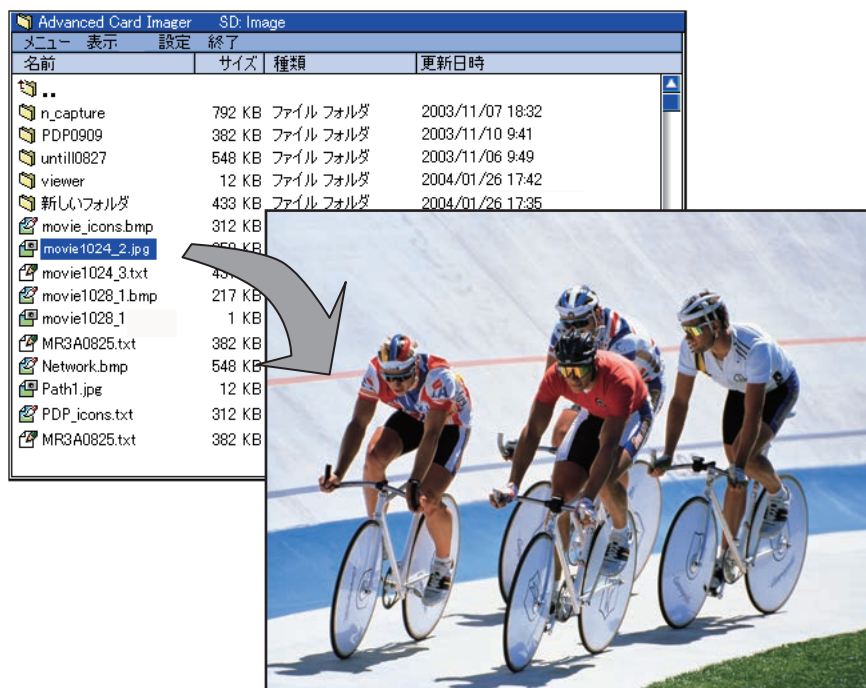 Advanced Card Imager SD: Image
メニュー 表示 設定 終了
名前 サイズ 種類 更新日時
..
n_capture 792 KB ファイル フォルダ 2003/11/07 18:32
PDP0909 382 KB ファイル フォルダ 2003/11/10 9:41
untill0827 548 KB ファイル フォルダ 2003/11/06 9:49
viewer 12 KB ファイル フォルダ 2004/01/26 17:42
新しいフォルダ 433 KB ファイル フォルダ 2004/01/26 17:35
movie_icons.bmp 312 KB
movie1024_2.jpg KB
movie1024_3.txt KB
movie1028_1.bmp 217 KB
movie1028_1 1 KB
MR3A0825.txt 382 KB
Network.bmp 548 KB
Path1.jpg 12 KB
PDP_icons.txt 312 KB
MR3A0825.txt 382 KB